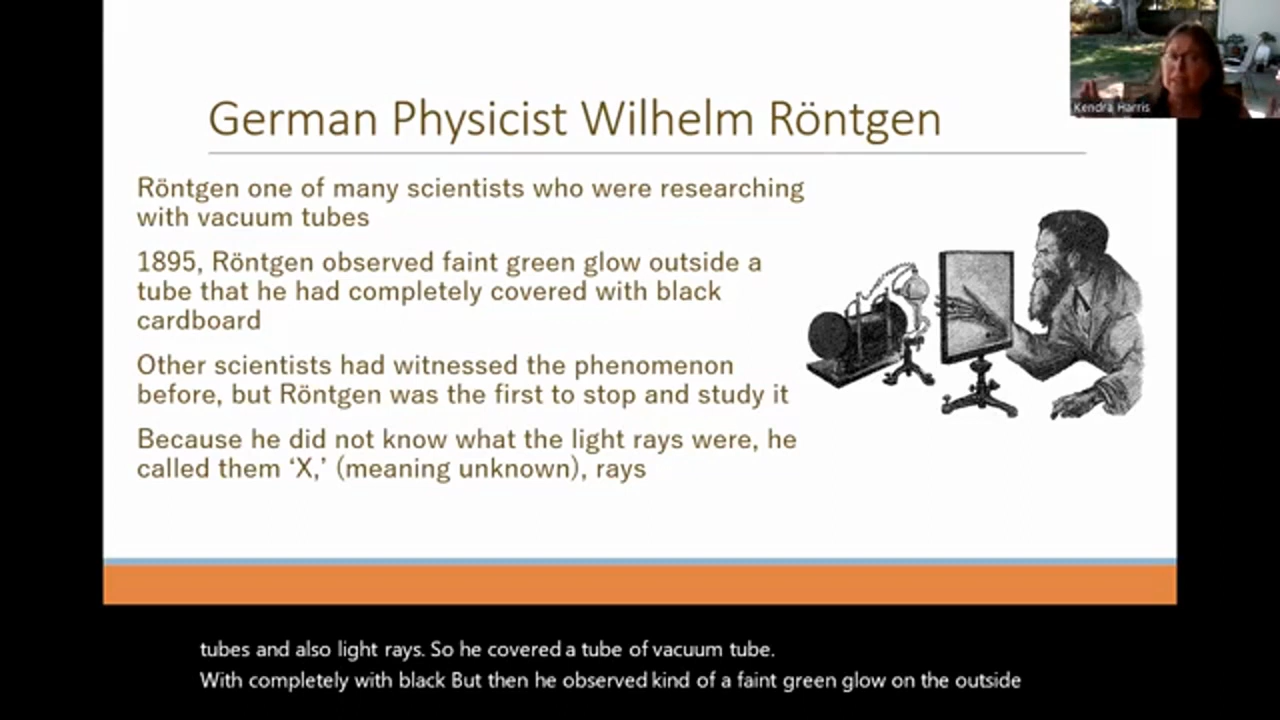 German Physicist Wilhelm Röntgen
Kendra Harris
Röntgen one of many scientists who were researching
with vacuum tubes
1895, Röntgen observed faint green glow outside a
tube that he had completely covered with black
cardboard
Other scientists had witnessed the phenomenon
before, but Röntgen was the first to stop and study it
Because he did not know what the light rays were, he
called them ‘X,’ (meaning unknown), rays
tubes and also light rays. So he covered a tube of vacuum tube.
With completely with black But then he observed kind of a faint green glow on the outside